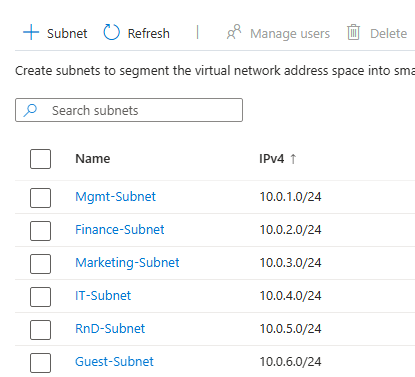 Subnet Refresh Manage users Delete
Create subnets to segment the virtual network address space into sma
Search subnets
Name IPv4 ↑
Mgmt-Subnet 10.0.1.0/24
Finance-Subnet 10.0.2.0/24
Marketing-Subnet 10.0.3.0/24
IT-Subnet 10.0.4.0/24
RnD-Subnet 10.0.5.0/24
Guest-Subnet 10.0.6.0/24